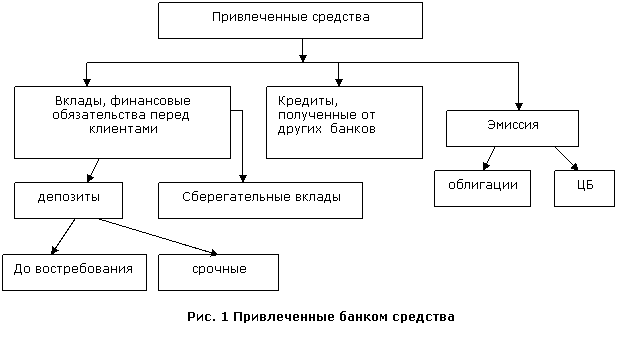 Привлеченные средства
Вклады, финансовые
обязательства перед
клиентами
Кредиты,
полученные от
других банков
Эмиссия
облигации
ЦБ
депозиты
Сберегательные вклады
До востребования
срочные
Рис. 1 Привлеченные банком средства